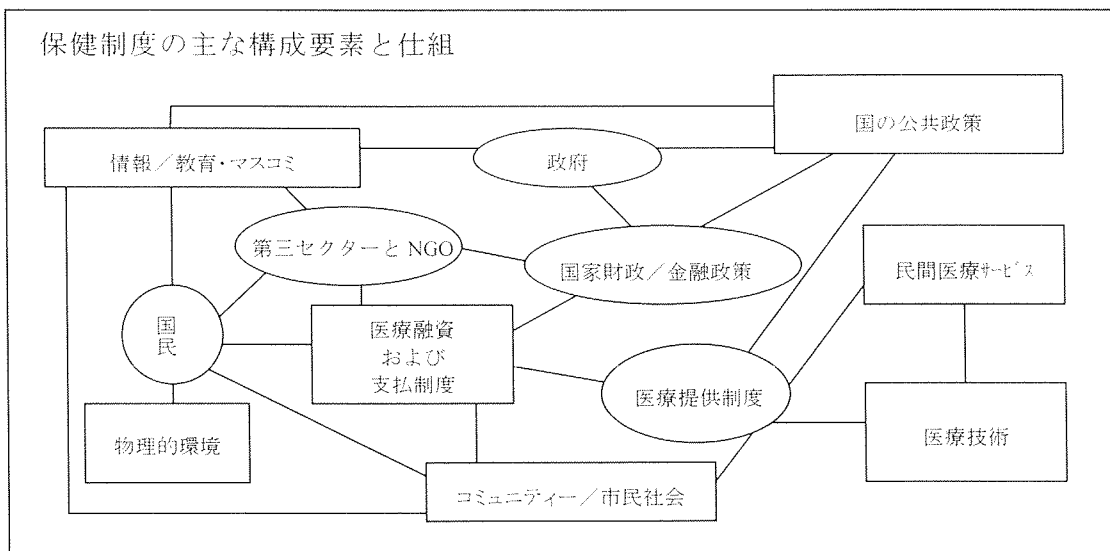 保健制度の主な構成要素と仕組
国の公共政策
情報／教育・マスコミ
政府
第三セクターと NGO
国家財政／金融政策
民間医療ｻｰﾋﾞｽ
国
民
医療融資
および
支払制度
医療提供制度
医療技術
物理的環境
コミュニティー／市民社会